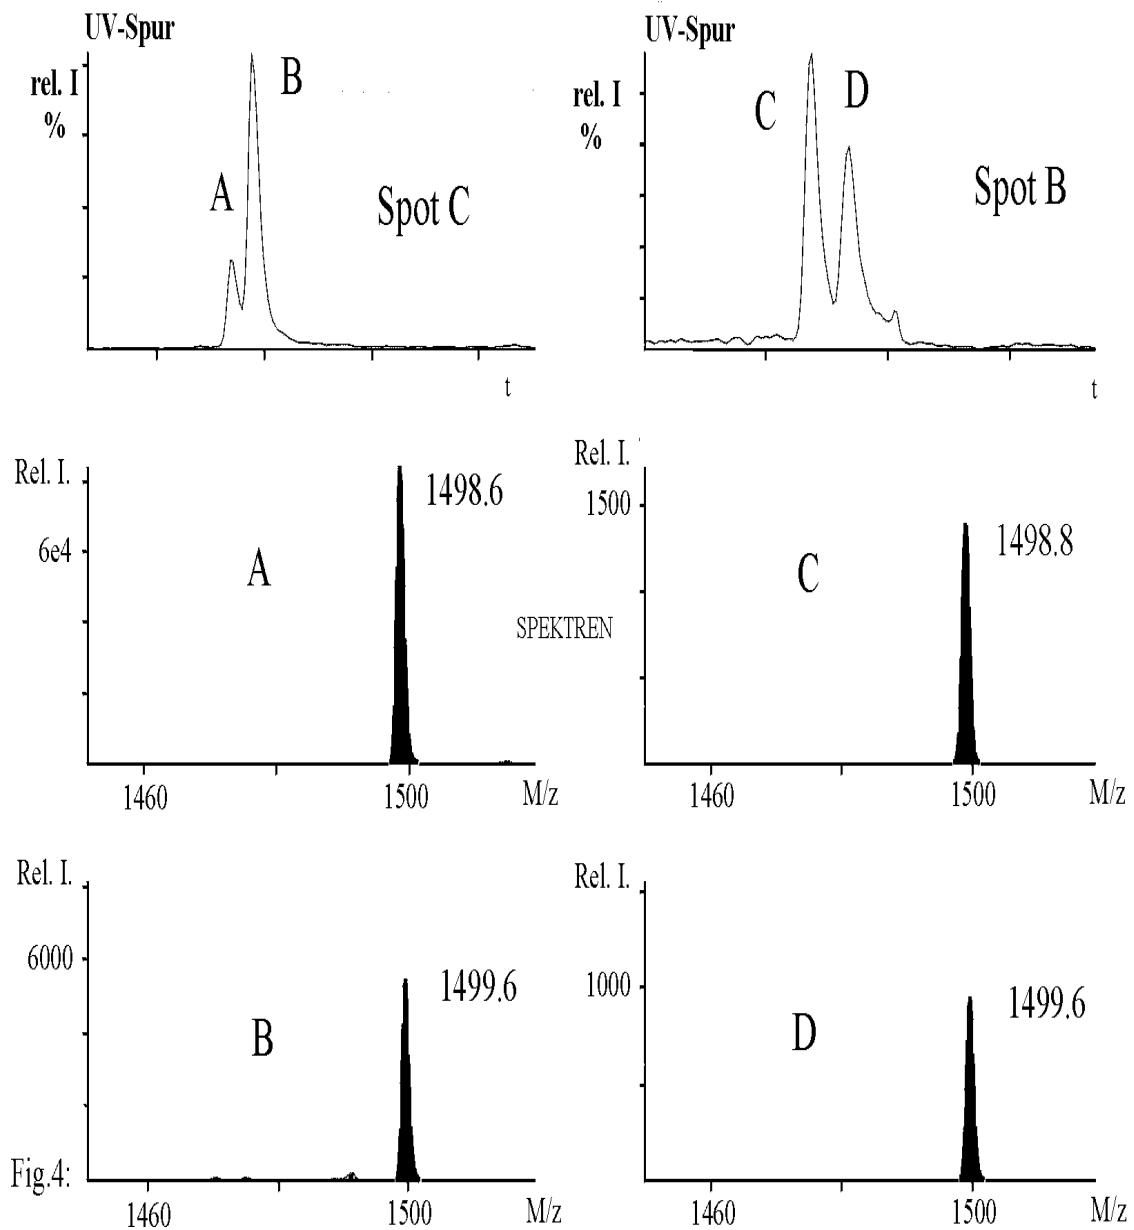 UV-Spur
rel. I
%
A
B
Spot C
t
UV-Spur
rel. I
%
C
D
Spot B
t
Rel. I.
6e4
1498.6
A
1460
1500
M/z
SPEKTREN
Rel. I.
1500
1498.8
C
1460
1500
M/z
Rel. I.
6000
1499.6
B
1460
1500
M/z
Rel. I.
1000
1499.6
D
1460
1500
M/z
Fig.4: